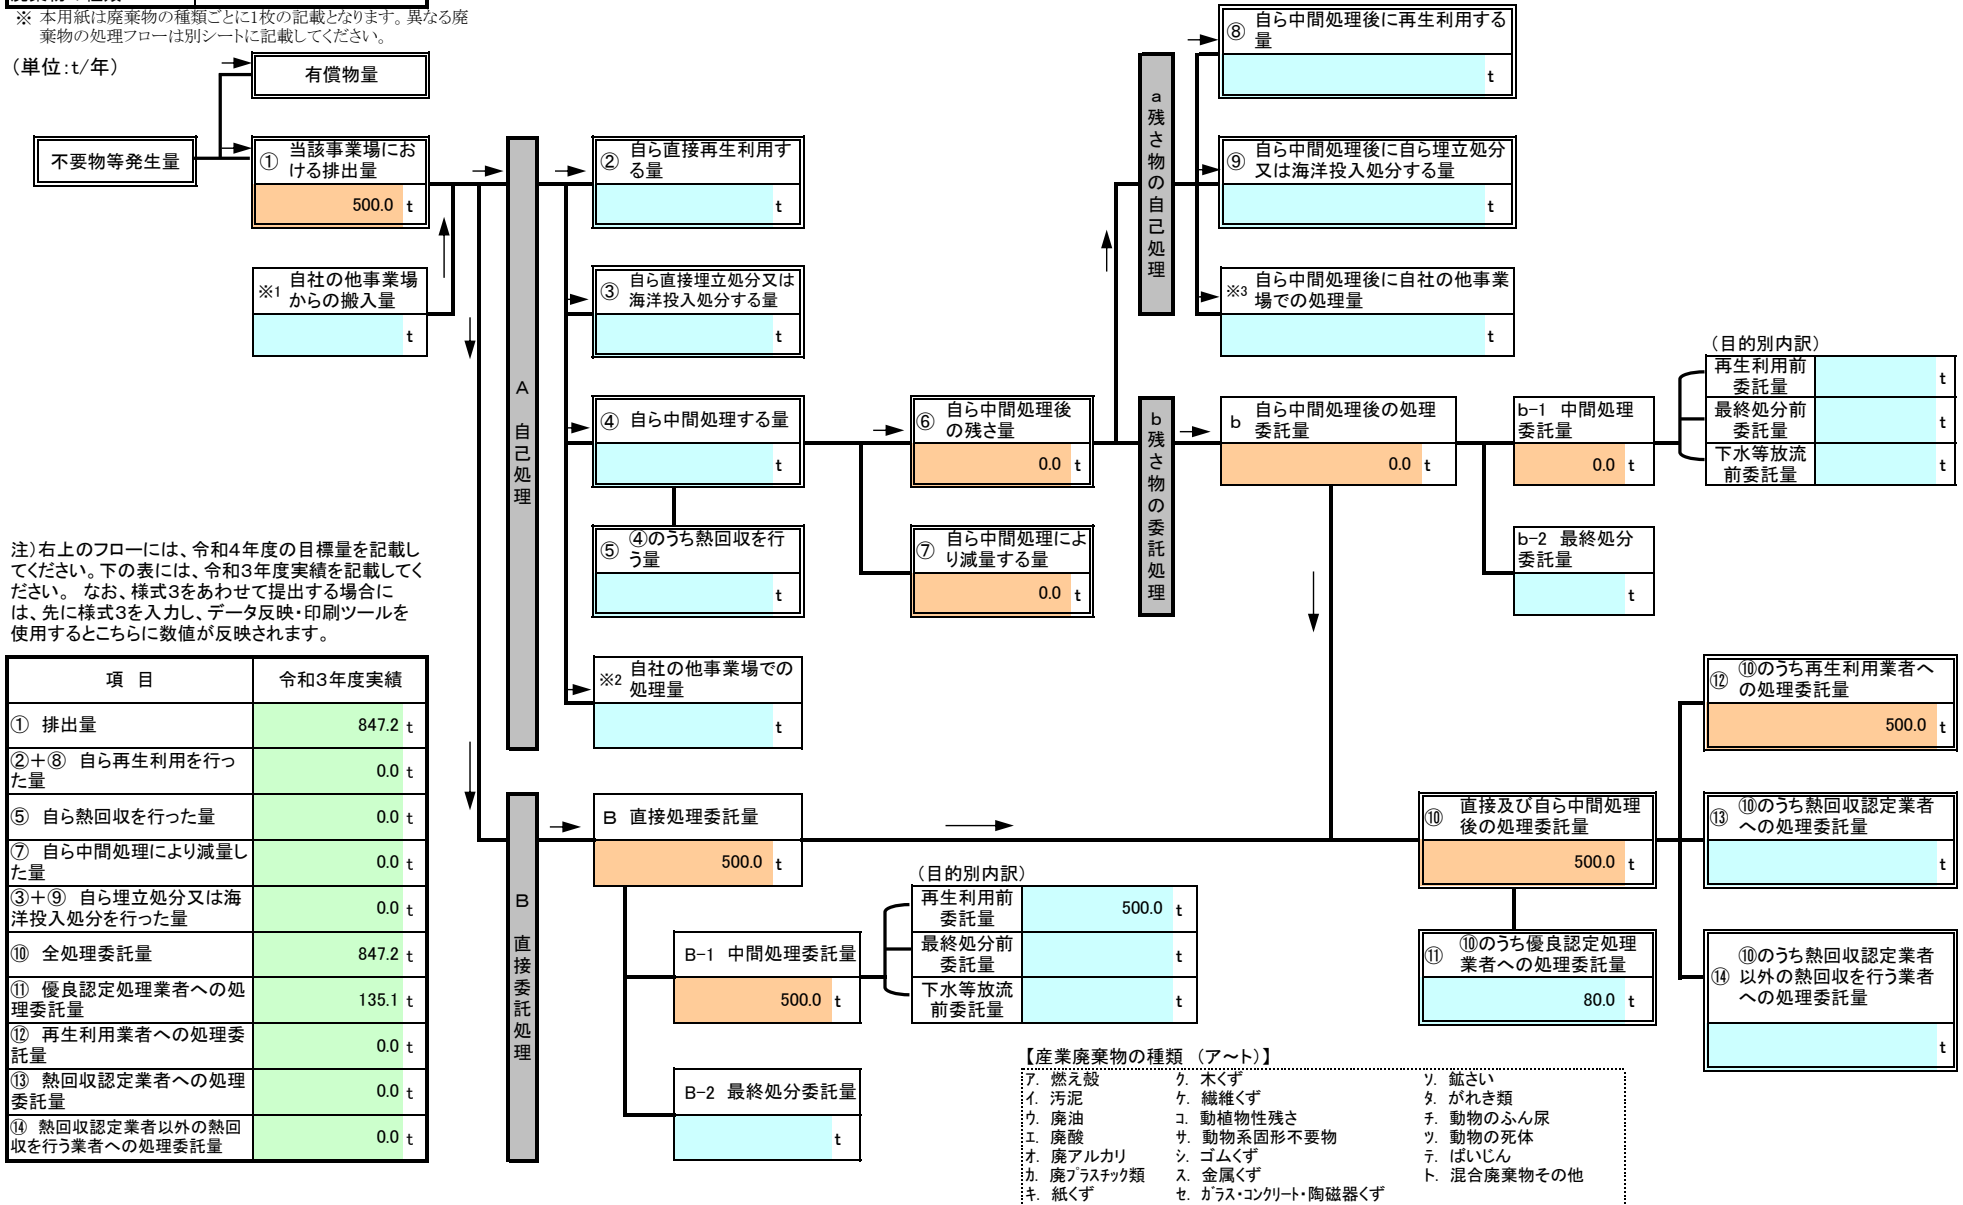 ※ 本用紙は廃棄物の種類ごとに1枚の記載となります。異なる廃
棄物の処理フローは別シートに記載してください。
(単位:t/年)
有償物量
不要物等発生量
① 当該事業場にお
ける排出量
500.0 t
※1 自社の他事業場
からの搬入量
t
A 自己処理
② 自ら直接再生利用す
る量
t
③ 自ら直接埋立処分又は
海洋投入処分する量
t
④ 自ら中間処理する量
t
⑤ ④のうち熱回収を行
う量
t
※2 自社の他事業場での
処理量
t
⑥ 自ら中間処理後
の残さ量
0.0 t
⑦ 自ら中間処理によ
り減量する量
0.0 t
a 残さ物の自己処理
⑧ 自ら中間処理後に再生利用する
量
t
⑨ 自ら中間処理後に自ら埋立処分
又は海洋投入処分する量
t
※3 自ら中間処理後に自社の他事業
場での処理量
t
b 残さ物の委託処理
b 自ら中間処理後の処理
委託量
0.0 t
b-1 中間処理
委託量
0.0 t
(目的別内訳)
再生利用前
委託量 t
最終処分前
委託量 t
下水等放流
前委託量 t
b-2 最終処分
委託量
t
注)右上のフローには、令和4年度の目標量を記載し
てください。下の表には、令和3年度実績を記載してく
ださい。 なお、様式3をあわせて提出する場合に
は、先に様式3を入力し、データ反映・印刷ツールを
使用するとこちらに数値が反映されます。
項 目 令和3年度実績
① 排出量 847.2 t
②+⑧ 自ら再生利用を行っ
た量 0.0 t
⑤ 自ら熱回収を行った量 0.0 t
⑦ 自ら中間処理により減量し
た量 0.0 t
③+⑨ 自ら埋立処分又は海
洋投入処分を行った量 0.0 t
⑩ 全処理委託量 847.2 t
⑪ 優良認定処理業者への処
理委託量 135.1 t
⑫ 再生利用業者への処理委
託量 0.0 t
⑬ 熱回収認定業者への処理
委託量 0.0 t
⑭ 熱回収認定業者以外の熱回
収を行う業者への処理委託量 0.0 t
B 直接委託処理
B 直接処理委託量
500.0 t
B-1 中間処理委託量
500.0 t
B-2 最終処分委託量
t
(目的別内訳)
再生利用前
委託量 500.0 t
最終処分前
委託量 t
下水等放流
前委託量 t
⑩ 直接及び自ら中間処理
後の処理委託量
500.0 t
⑪ ⑩のうち優良認定処理
業者への処理委託量
80.0 t
⑫ ⑩のうち再生利用業者へ
の処理委託量
500.0 t
⑬ ⑩のうち熱回収認定業者
への処理委託量
t
⑭ ⑩のうち熱回収認定業者
以外の熱回収を行う業者
への処理委託量
t
【産業廃棄物の種類 (ア~ト)】
ア. 燃え殻 ク. 木くず ソ. 鉱さい
イ. 汚泥 ケ. 繊維くず タ. がれき類
ウ. 廃油 コ. 動植物性残さ チ. 動物のふん尿
エ. 廃酸 サ. 動物系固形不要物 ツ. 動物の死体
オ. 廃アルカリ シ. ゴムくず テ. ばいじん
カ. 廃プラスチック類 ス. 金属くず ト. 混合廃棄物その他
キ. 紙くず セ. ガラス・コンクリート・陶磁器くず